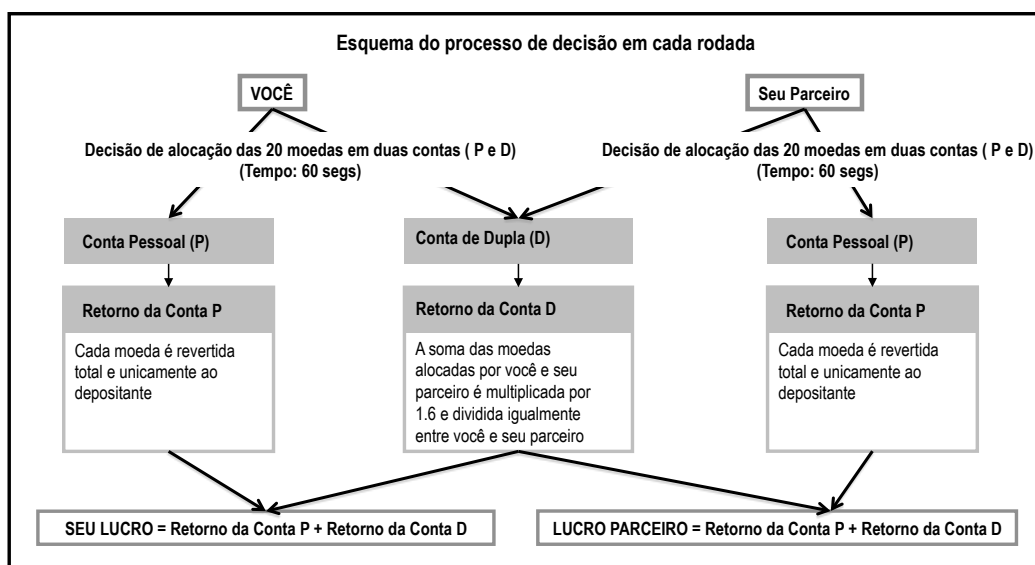 Esquema do processo de decisão em cada rodada
VOCÊ
Seu Parceiro
Decisão de alocação das 20 moedas em duas contas ( P e D)
(Tempo: 60 segs)
Decisão de alocação das 20 moedas em duas contas ( P e D)
(Tempo: 60 segs)
Conta Pessoal (P)
Conta de Dupla (D)
Conta Pessoal (P)
Retorno da Conta P
Cada moeda é revertida
total e unicamente ao
depositante
Retorno da Conta D
A soma das moedas
alocadas por você e seu
parceiro é multiplicada por
1.6 e dividida igualmente
entre você e seu parceiro
Retorno da Conta P
Cada moeda é revertida
total e unicamente ao
depositante
SEU LUCRO = Retorno da Conta P + Retorno da Conta D
LUCRO PARCEIRO = Retorno da Conta P + Retorno da Conta D